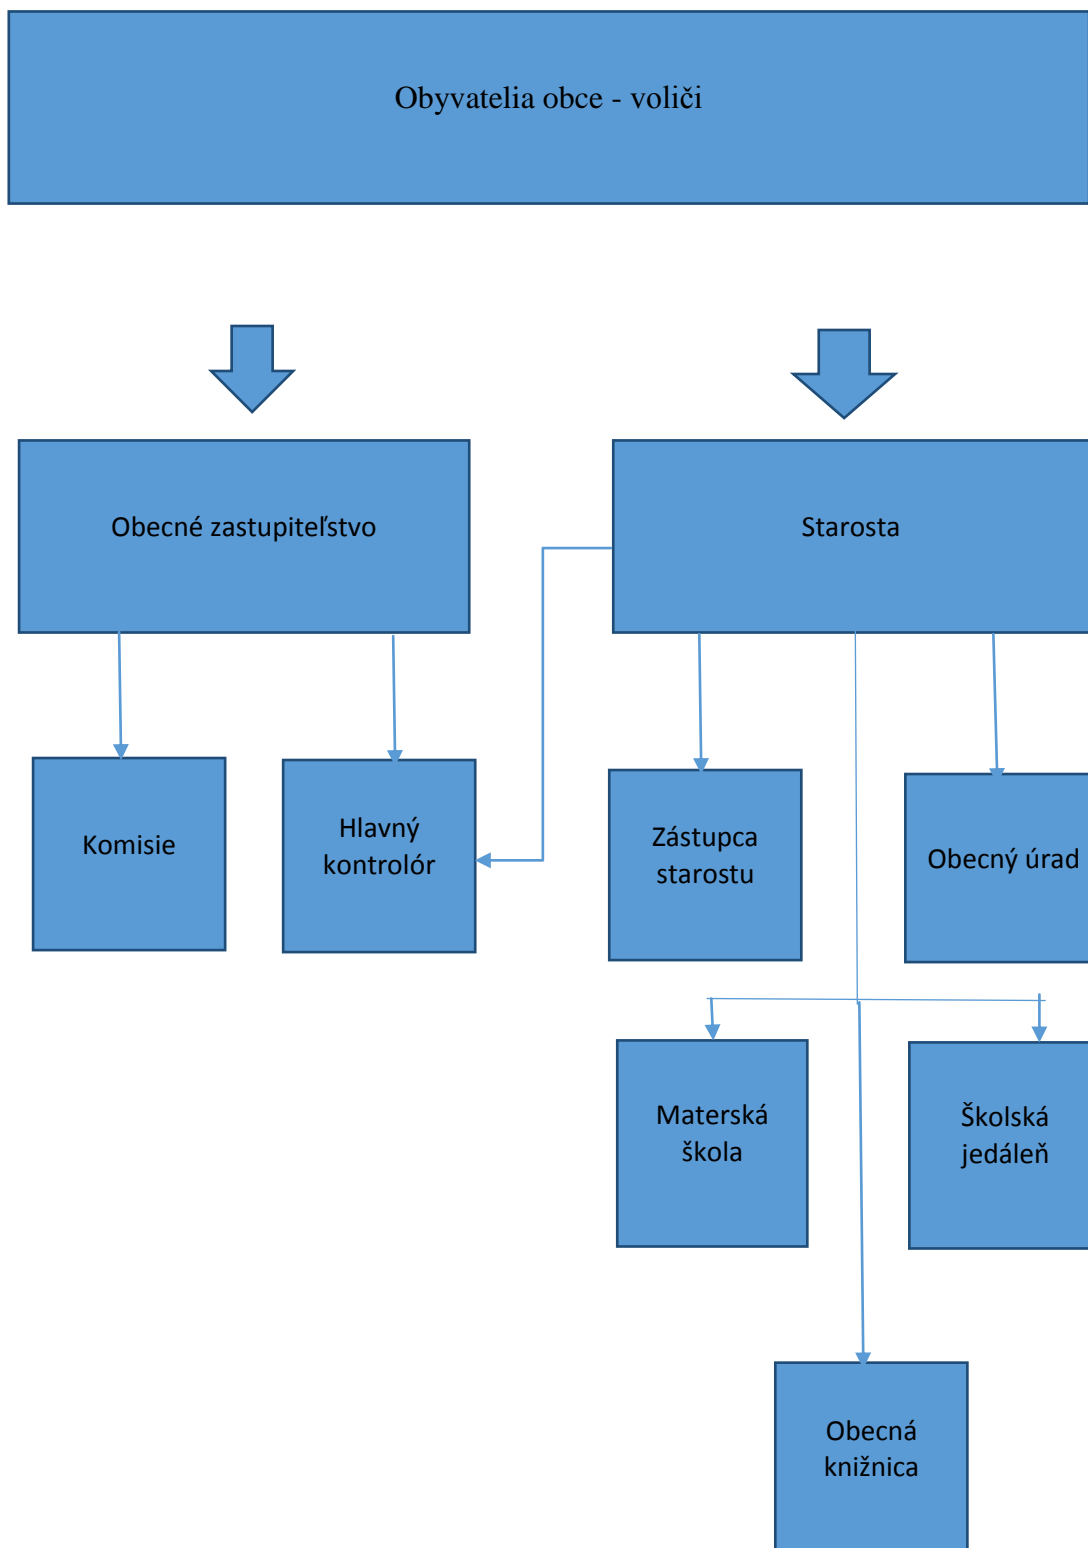 Obyvatelia obce - voliči
Obecné zastupiteľstvo
Starosta
Komisie
Hlavný
kontrolór
Zástupca
starostu
Obecný úrad
Materská
škola
Školská
jedáleň
Obecná
knižnica